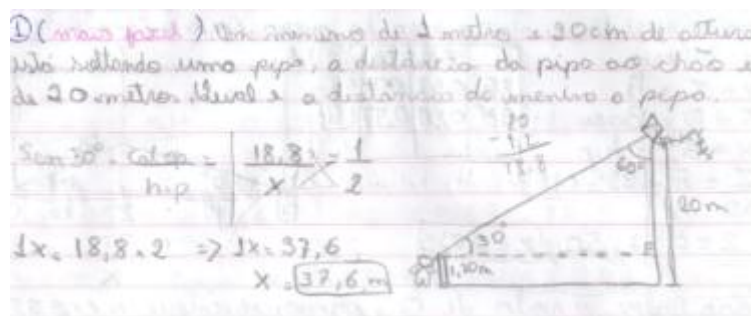 ① (mais fácil) Um menino de 1 metro e 20cm de altura
está soltando uma pipa, a distância da pipa ao chão é
de 20 metros. Qual é a distância do menino a pipa.
Sen 30° = cat op / hip = 18,8 / x = 1 / 2
20
- 1,2
18,8
60°
20 m
1x = 18,8 . 2 => 1x = 37,6
30°
1,20m
x = 37,6 m